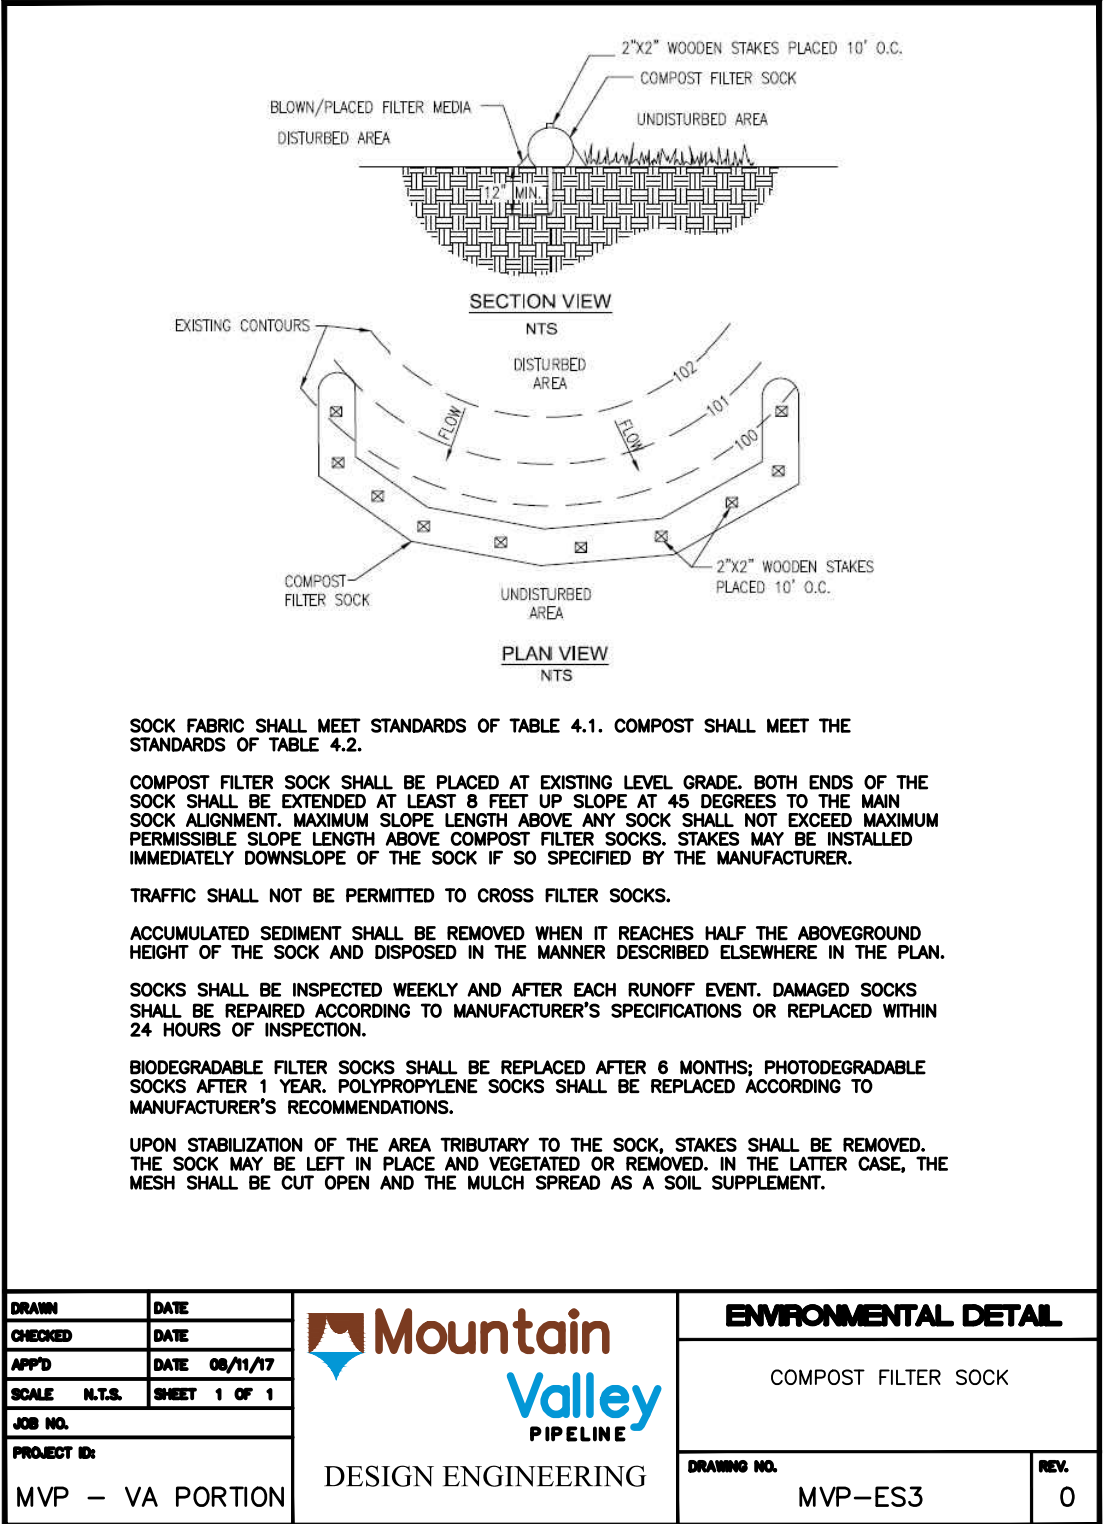 2"X2" WOODEN STAKES PLACED 10' O.C.
COMPOST FILTER SOCK
BLOWN/PLACED FILTER MEDIA
UNDISTURBED AREA
DISTURBED AREA
12" MIN.
SECTION VIEW
NTS
EXISTING CONTOURS
DISTURBED
AREA
102
101
100
FLOW
FLOW
2"X2" WOODEN STAKES
PLACED 10' O.C.
COMPOST
FILTER SOCK
UNDISTURBED
AREA
PLAN VIEW
NTS
SOCK FABRIC SHALL MEET STANDARDS OF TABLE 4.1. COMPOST SHALL MEET THE
STANDARDS OF TABLE 4.2.
COMPOST FILTER SOCK SHALL BE PLACED AT EXISTING LEVEL GRADE. BOTH ENDS OF THE
SOCK SHALL BE EXTENDED AT LEAST 8 FEET UP SLOPE AT 45 DEGREES TO THE MAIN
SOCK ALIGNMENT. MAXIMUM SLOPE LENGTH ABOVE ANY SOCK SHALL NOT EXCEED MAXIMUM
PERMISSIBLE SLOPE LENGTH ABOVE COMPOST FILTER SOCKS. STAKES MAY BE INSTALLED
IMMEDIATELY DOWNSLOPE OF THE SOCK IF SO SPECIFIED BY THE MANUFACTURER.
TRAFFIC SHALL NOT BE PERMITTED TO CROSS FILTER SOCKS.
ACCUMULATED SEDIMENT SHALL BE REMOVED WHEN IT REACHES HALF THE ABOVEGROUND
HEIGHT OF THE SOCK AND DISPOSED IN THE MANNER DESCRIBED ELSEWHERE IN THE PLAN.
SOCKS SHALL BE INSPECTED WEEKLY AND AFTER EACH RUNOFF EVENT. DAMAGED SOCKS
SHALL BE REPAIRED ACCORDING TO MANUFACTURER'S SPECIFICATIONS OR REPLACED WITHIN
24 HOURS OF INSPECTION.
BIODEGRADABLE FILTER SOCKS SHALL BE REPLACED AFTER 6 MONTHS; PHOTODEGRADABLE
SOCKS AFTER 1 YEAR. POLYPROPYLENE SOCKS SHALL BE REPLACED ACCORDING TO
MANUFACTURER'S RECOMMENDATIONS.
UPON STABILIZATION OF THE AREA TRIBUTARY TO THE SOCK, STAKES SHALL BE REMOVED.
THE SOCK MAY BE LEFT IN PLACE AND VEGETATED OR REMOVED. IN THE LATTER CASE, THE
MESH SHALL BE CUT OPEN AND THE MULCH SPREAD AS A SOIL SUPPLEMENT.
DRAWN DATE
CHECKED DATE
APP'D DATE 08/11/17
SCALE N.T.S. SHEET 1 OF 1
JOB NO.
PROJECT ID:
MVP - VA PORTION
Mountain
Valley
PIPELINE
DESIGN ENGINEERING
ENVIRONMENTAL DETAIL
COMPOST FILTER SOCK
DRAWING NO. REV.
MVP-ES3 0